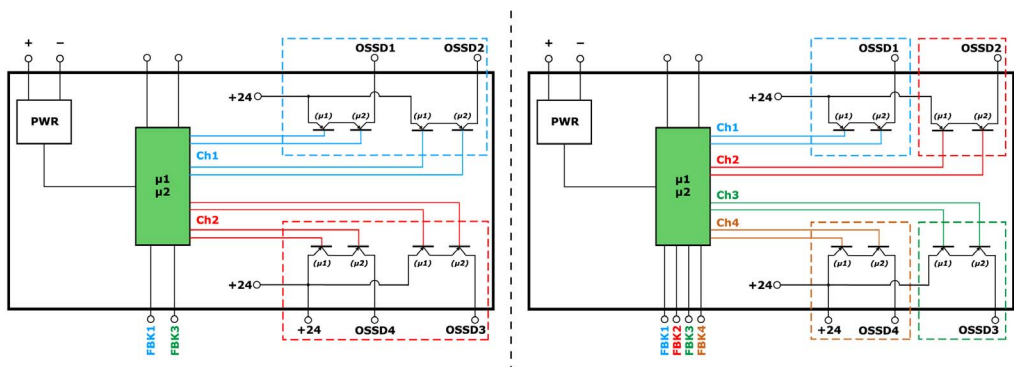 + −
OSSD1
OSSD2
+24
(µ1) (µ2) (µ1) (µ2)
PWR
Ch1
µ1
µ2
Ch2
(µ1) (µ2) (µ1) (µ2)
+24
FBK1
FBK3
+24
OSSD4
OSSD3
+ −
OSSD1
OSSD2
+24
(µ1) (µ2) (µ1) (µ2)
PWR
Ch1
Ch2
µ1
µ2
Ch3
Ch4
(µ1) (µ2) (µ1) (µ2)
+24
FBK1
FBK2
FBK3
FBK4
+24
OSSD4
OSSD3